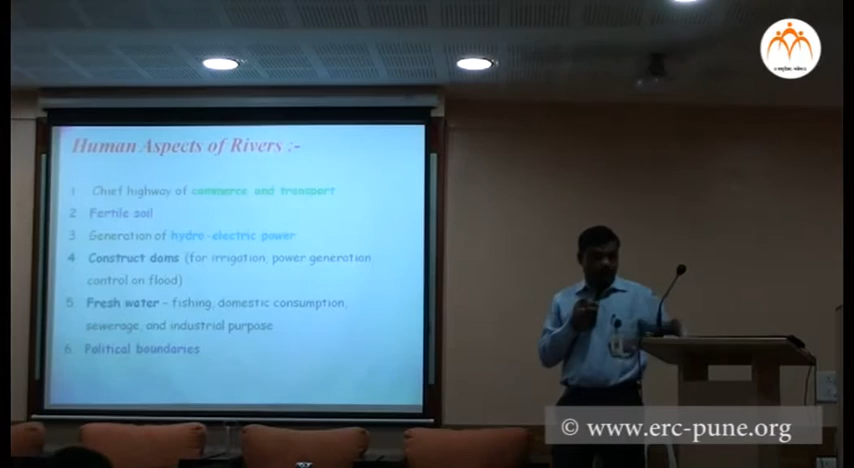 Human Aspects of Rivers :-
1 Chief highway of commerce and transport
2 Fertile soil
3 Generation of hydro-electric power
4 Construct dams (for irrigation, power generation,
control on flood)
5. Fresh water – fishing, domestic consumption,
sewerage, and industrial purpose
6. Political boundaries
© www.erc-pune.org